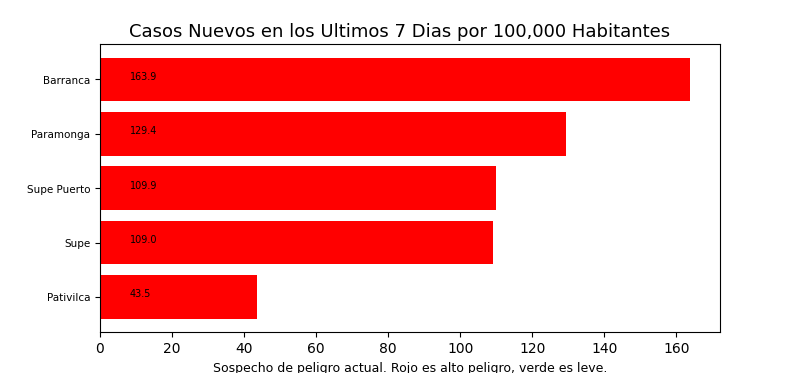 Casos Nuevos en los Ultimos 7 Dias por 100,000 Habitantes
Barranca 163.9
Paramonga 129.4
Supe Puerto 109.9
Supe 109.0
Pativilca 43.5
0 20 40 60 80 100 120 140 160
Sospecho de peligro actual. Rojo es alto peligro, verde es leve.